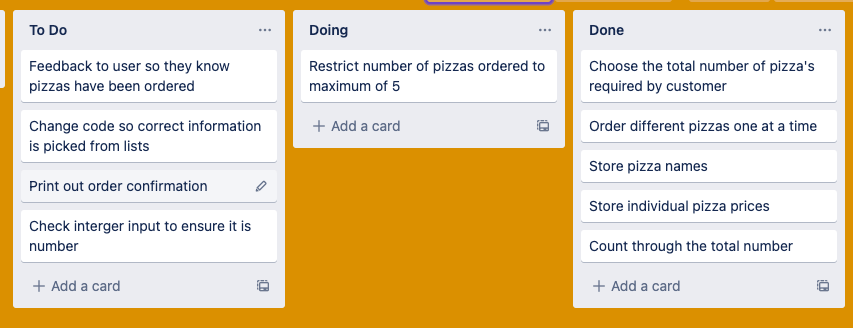 To Do
Feedback to user so they know
pizzas have been ordered
Change code so correct information
is picked from lists
Print out order confirmation
Check interger input to ensure it is
number
Add a card
Doing
Restrict number of pizzas ordered to
maximum of 5
Add a card
Done
Choose the total number of pizza's
required by customer
Order different pizzas one at a time
Store pizza names
Store individual pizza prices
Count through the total number
Add a card